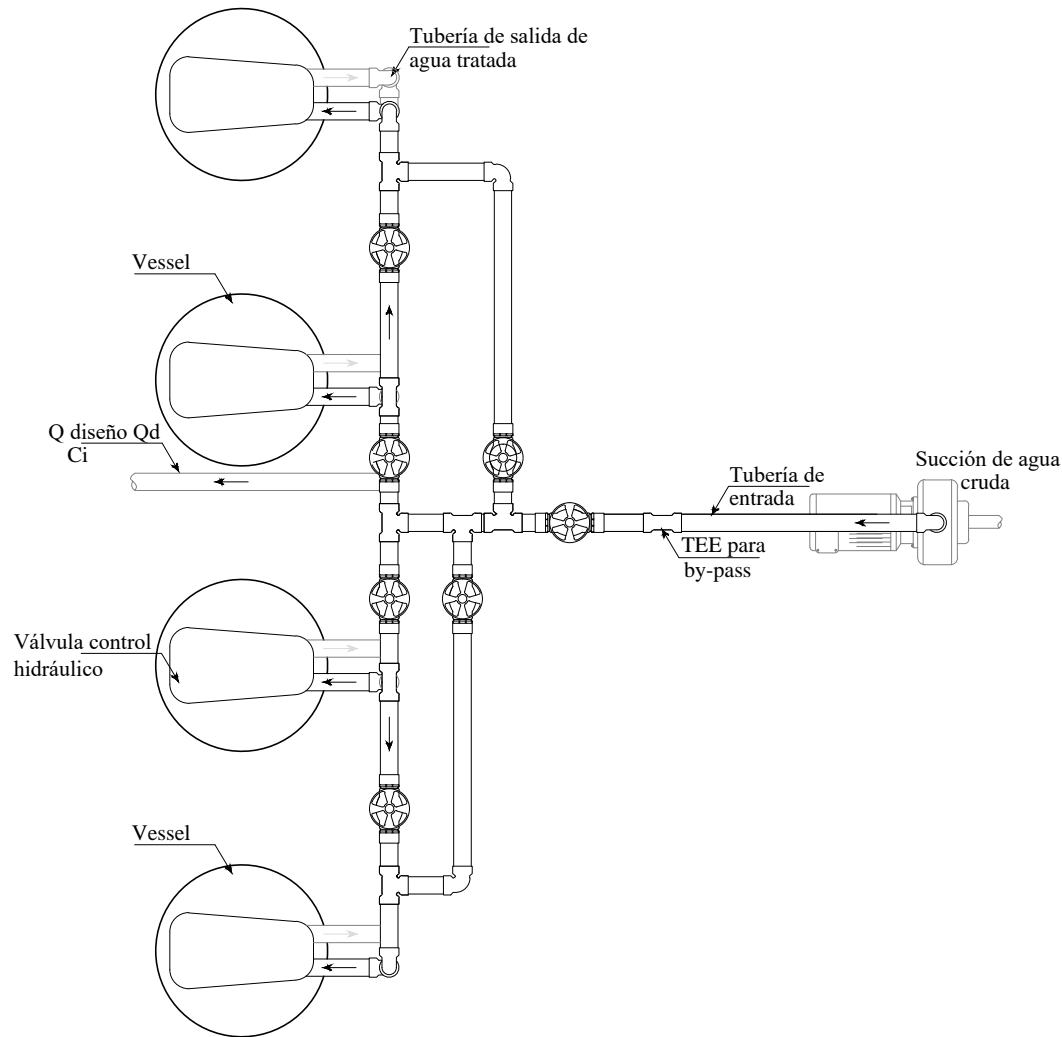 Tubería de salida de
agua tratada
Vessel
Q diseño Qd
Ci
Succión de agua
cruda
Tubería de
entrada
TEE para
by-pass
Válvula control
hidráulico
Vessel